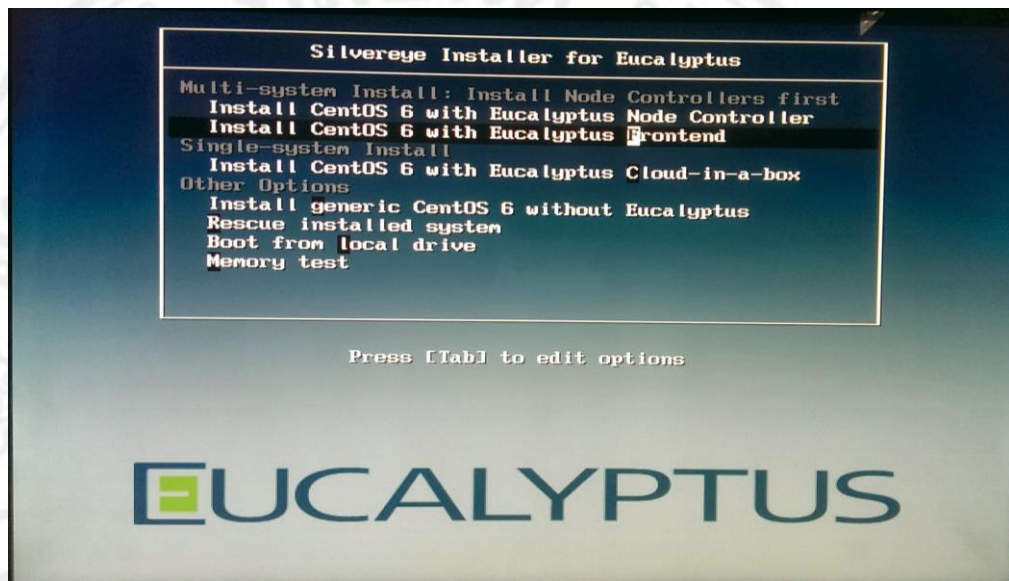 Silvereye Installer for Eucalyptus
Multi-system Install: Install Node Controllers first
Install CentOS 6 with Eucalyptus Node Controller
Install CentOS 6 with Eucalyptus Frontend
Single-system Install
Install CentOS 6 with Eucalyptus Cloud-in-a-box
Other Options
Install generic CentOS 6 without Eucalyptus
Rescue installed system
Boot from local drive
Memory test
Press [Tab] to edit options
EUCALYPTUS